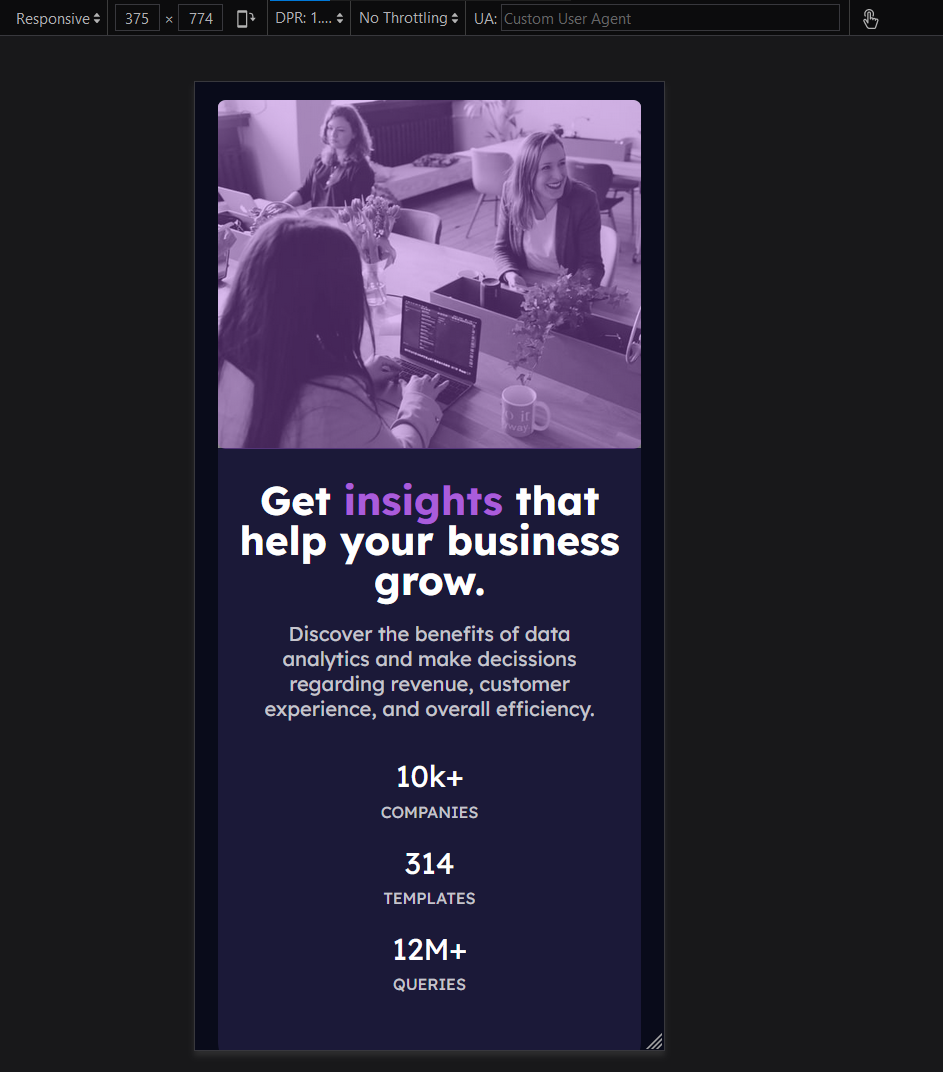 Responsive
375 × 774
DPR: 1....
No Throttling
UA: Custom User Agent
Get insights that
help your business
grow.
Discover the benefits of data
analytics and make decissions
regarding revenue, customer
experience, and overall efficiency.
10k+
COMPANIES
314
TEMPLATES
12M+
QUERIES